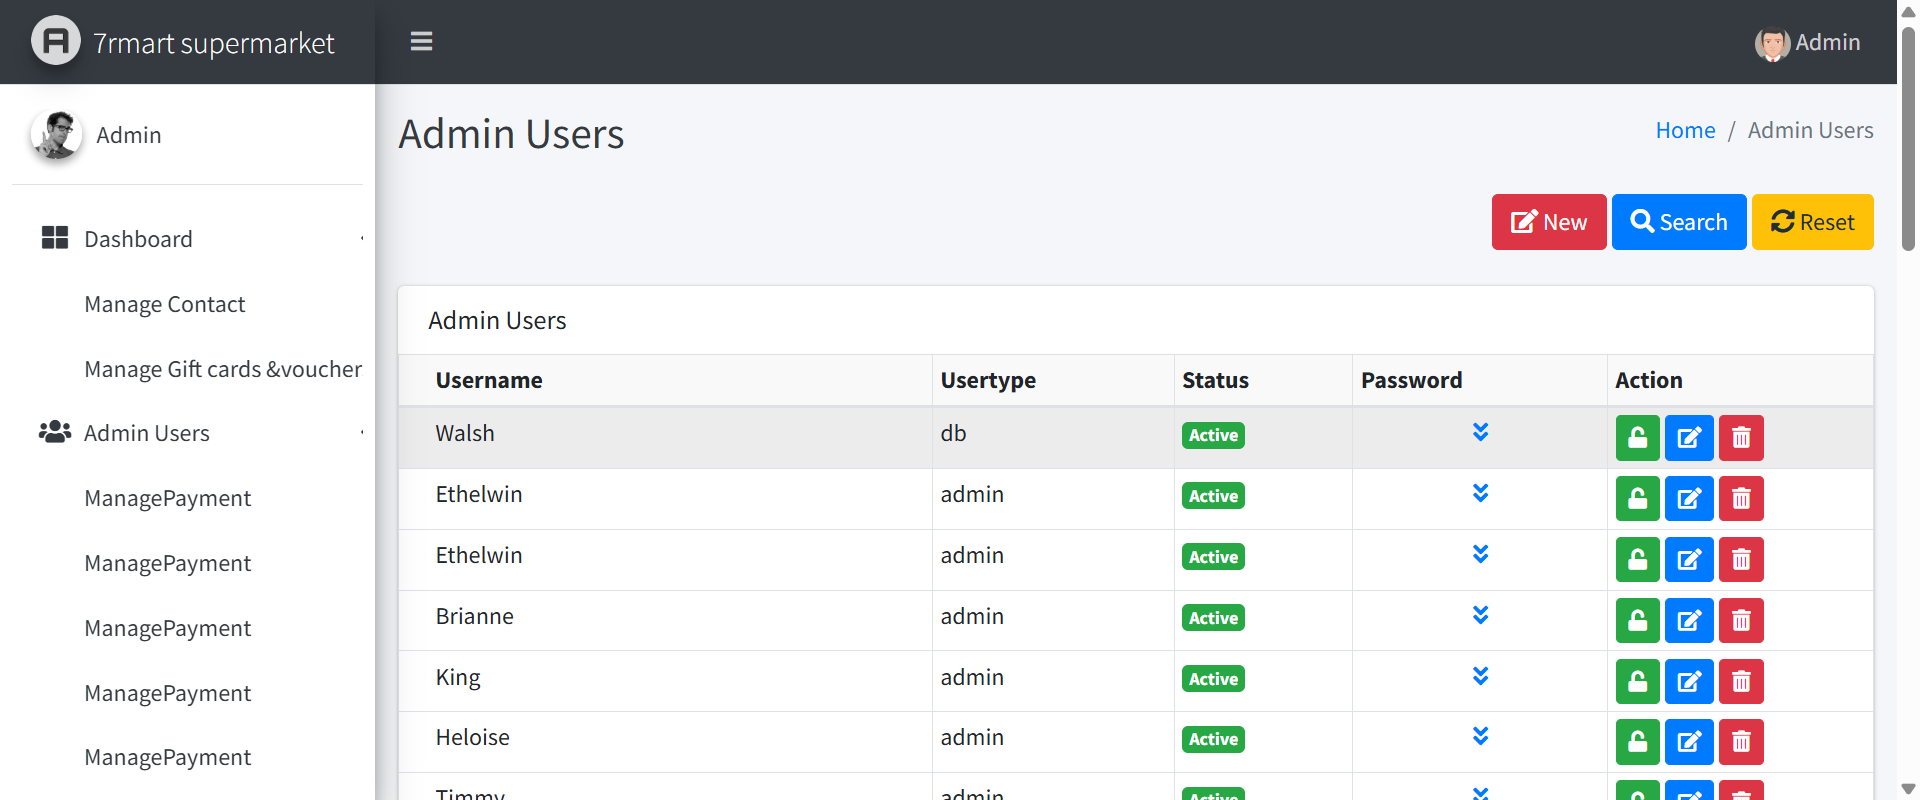 7rmart supermarket
Admin
Admin
Dashboard
Manage Contact
Manage Gift cards &voucher
Admin Users
ManagePayment
ManagePayment
ManagePayment
ManagePayment
ManagePayment
Admin Users
Home / Admin Users
New Search Reset
Admin Users
Username Usertype Status Password Action
Walsh db Active
Ethelwin admin Active
Ethelwin admin Active
Brianne admin Active
King admin Active
Heloise admin Active
Timmy admin Active